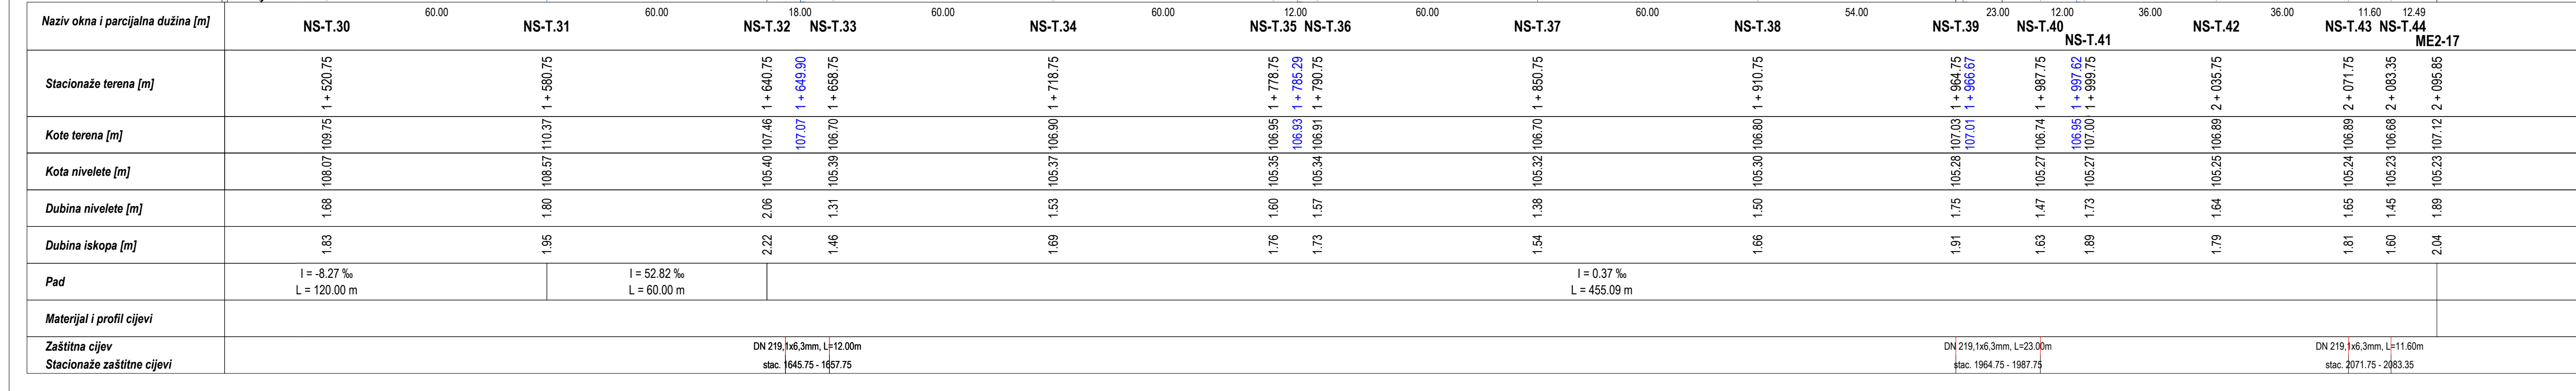 Naziv okna i parcijalna dužina [m]
60.00 60.00 18.00 60.00 60.00 12.00 60.00 60.00 54.00 23.00 12.00 36.00 36.00 11.60 12.49
NS-T.30 NS-T.31 NS-T.32 NS-T.33 NS-T.34 NS-T.35 NS-T.36 NS-T.37 NS-T.38 NS-T.39 NS-T.40 NS-T.41 NS-T.42 NS-T.43 NS-T.44 ME2-17
Stacionaže terena [m]
1 + 520.75 1 + 580.75 1 + 640.75 1 + 649.90 1 + 658.75 1 + 718.75 1 + 778.75 1 + 785.29 1 + 790.75 1 + 850.75 1 + 910.75 1 + 964.75 1 + 966.67 1 + 987.75 1 + 997.62 1 + 999.75 2 + 035.75 2 + 071.75 2 + 083.35 2 + 095.85
Kote terena [m]
109.75 110.37 107.46 107.07 106.70 106.90 106.95 106.93 106.91 106.70 106.80 107.03 107.01 106.74 106.95 107.00 106.89 106.89 106.68 107.12
Kota nivelete [m]
108.07 108.57 105.40 105.39 105.37 105.35 105.34 105.32 105.30 105.28 105.27 105.27 105.25 105.24 105.23 105.23
Dubina nivelete [m]
1.68 1.80 2.06 1.31 1.53 1.60 1.57 1.38 1.50 1.75 1.47 1.73 1.64 1.65 1.45 1.89
Dubina iskopa [m]
1.83 1.95 2.22 1.46 1.69 1.76 1.73 1.54 1.66 1.91 1.63 1.89 1.79 1.81 1.60 2.04
Pad
I = -8.27 ‰ I = 52.82 ‰ I = 0.37 ‰
L = 120.00 m L = 60.00 m L = 455.09 m
Materijal i profil cijevi
Zaštitna cijev
DN 219,1x6,3mm, L=12.00m DN 219,1x6,3mm, L=23.00m DN 219,1x6,3mm, L=11.60m
Stacionaže zaštitne cijevi
stac. 1645.75 - 1657.75 stac. 1964.75 - 1987.75 stac. 2071.75 - 2083.35